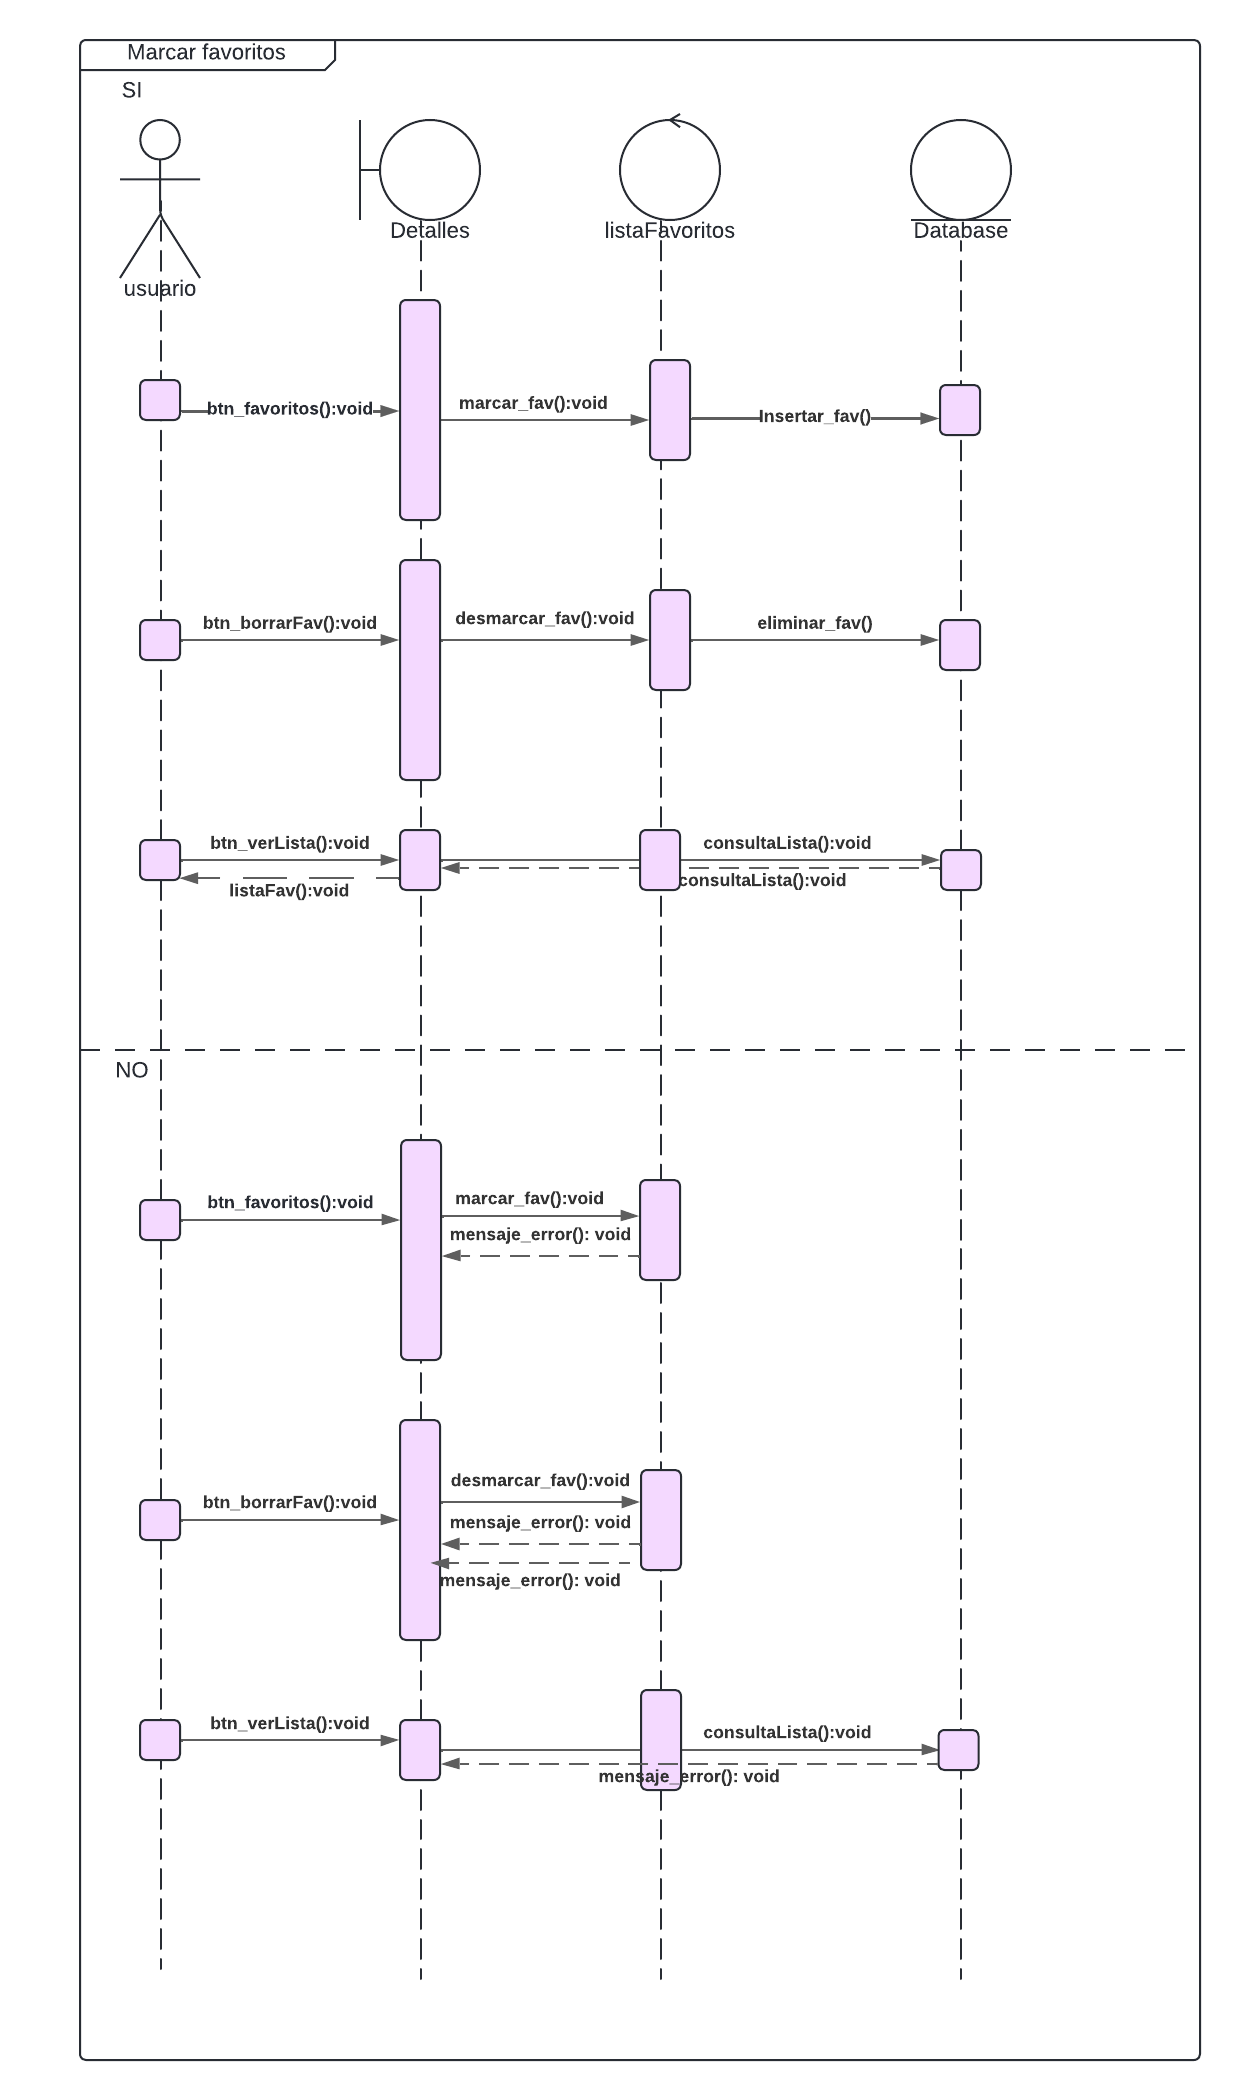 Marcar favoritos
SI
usuario
Detalles
listaFavoritos
Database
btn_favoritos():void
marcar_fav():void
Insertar_fav()
btn_borrarFav():void
desmarcar_fav():void
eliminar_fav()
btn_verLista():void
consultaLista():void
listaFav():void
consultaLista():void
NO
btn_favoritos():void
marcar_fav():void
mensaje_error(): void
btn_borrarFav():void
desmarcar_fav():void
mensaje_error(): void
mensaje_error(): void
btn_verLista():void
consultaLista():void
mensaje_error(): void